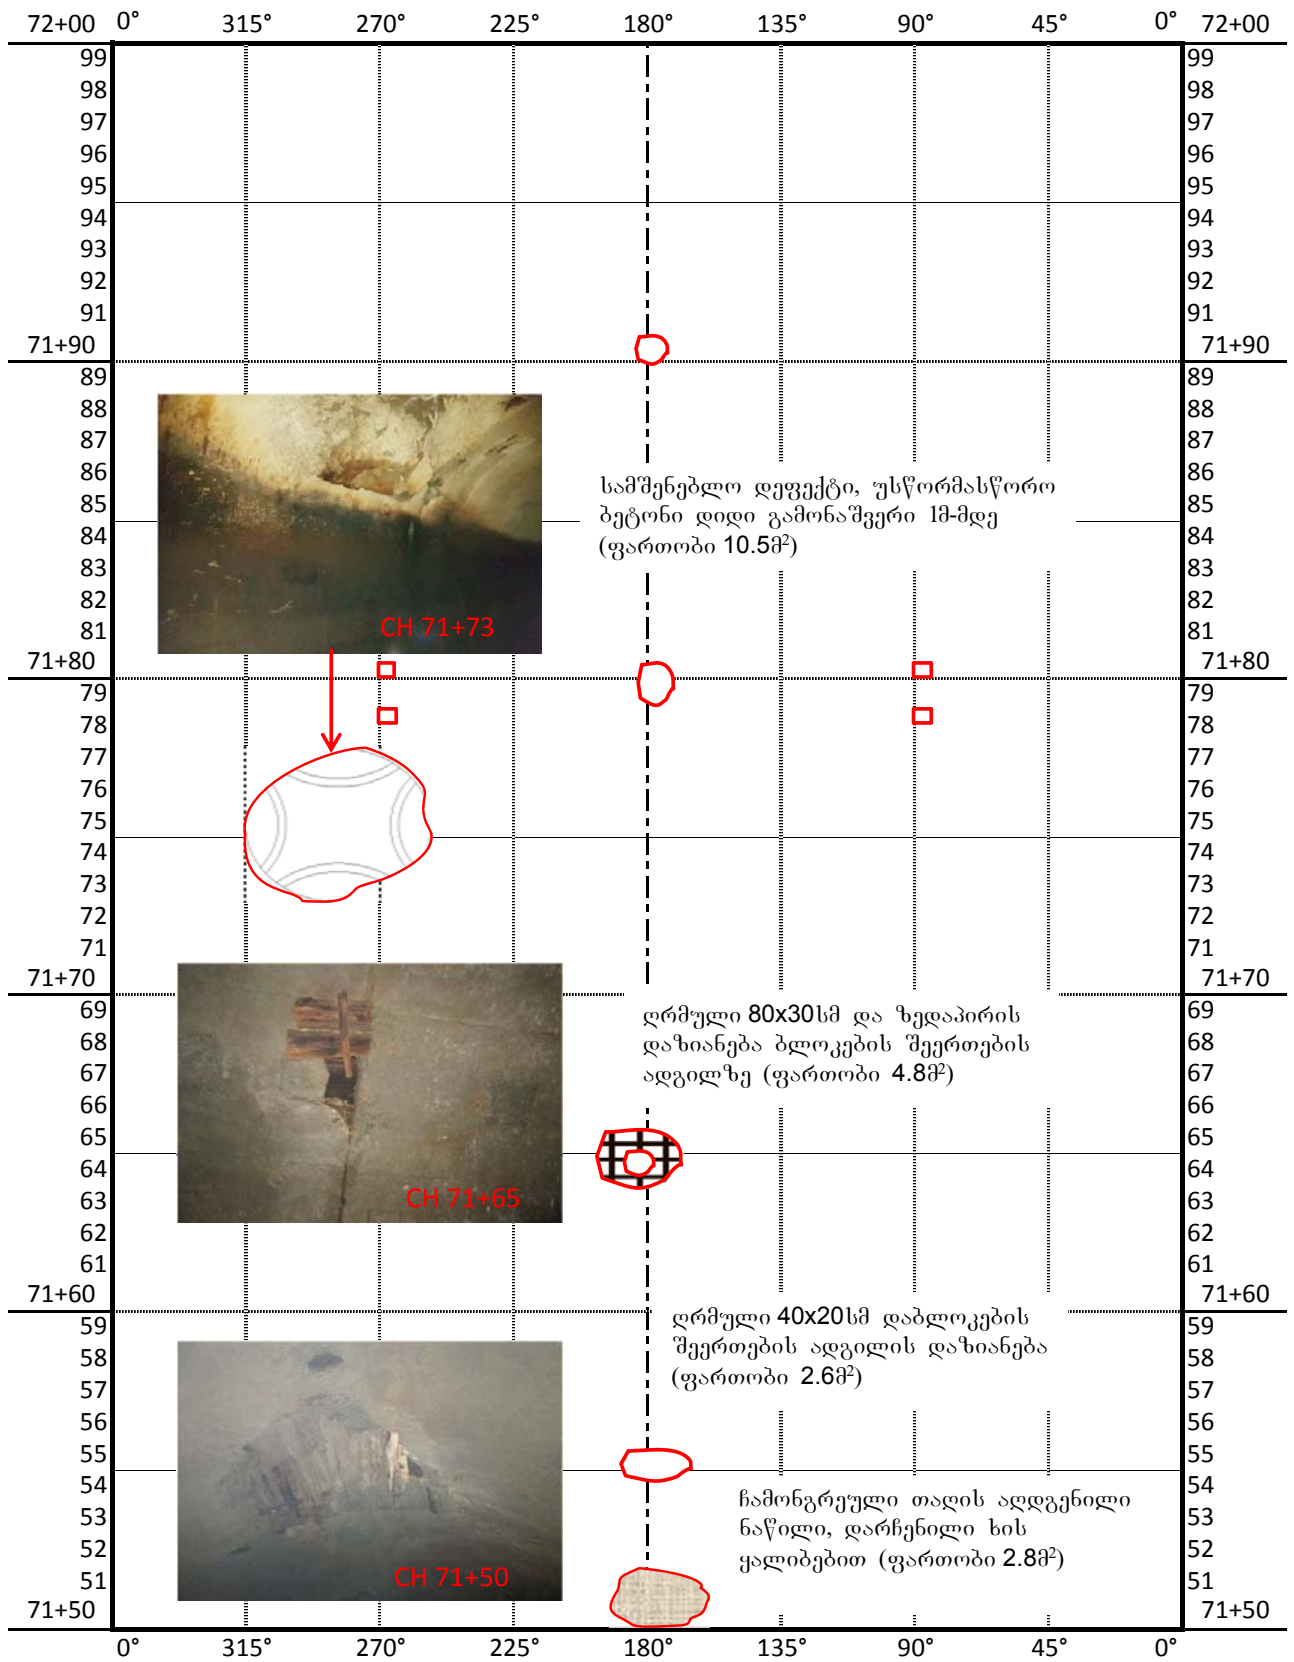 72+00 0° 315° 270° 225° 180° 135° 90° 45° 0° 72+00
99 99
98 98
97 97
96 96
95 95
94 94
93 93
92 92
91 91
71+90 71+90
89 89
88 88
87 87
86 86
სამშენებლო დეფექტი, უსწორმასწორო
85 85
ბეტონი დიდი გამონაშვერი 1მ-მდე
84 84
(ფართობი 10.5მ²)
83 83
82 82
81 81
CH 71+73
71+80 71+80
79 79
78 78
77 77
76 76
75 75
74 74
73 73
72 72
71 71
71+70 71+70
69 69
ღრმული 80x30სმ და ზედაპირის
68 68
დაზიანება ბლოკების შეერთების
67 67
ადგილზე (ფართობი 4.8მ²)
66 66
65 65
64 64
63 63
CH 71+65
62 62
61 61
71+60 71+60
59 59
ღრმული 40x20სმ დაბლოკების
58 58
შეერთების ადგილის დაზიანება
57 57
(ფართობი 2.6მ²)
56 56
55 55
54 54
ჩამონგრეული თაღის აღდგენილი
53 53
ნაწილი, დარჩენილი ხის
52 52
ყალიბებით (ფართობი 2.8მ²)
51 51
CH 71+50
71+50 71+50
0° 315° 270° 225° 180° 135° 90° 45° 0°